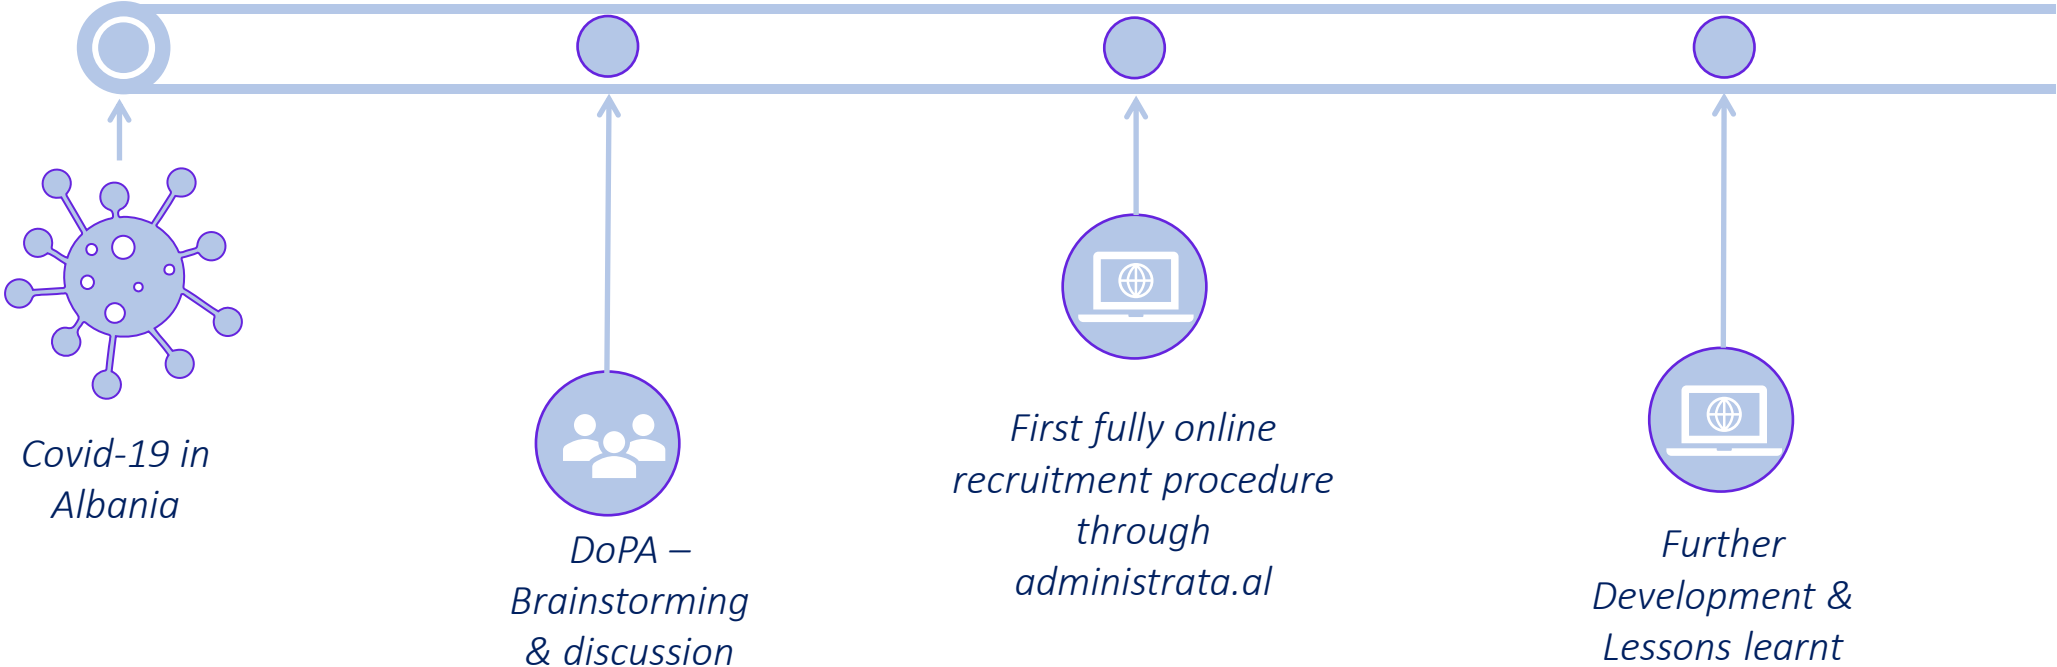 Covid-19 in
Albania
DoPA –
Brainstorming
& discussion
First fully online
recruitment procedure
through
administrata.al
Further
Development &
Lessons learnt